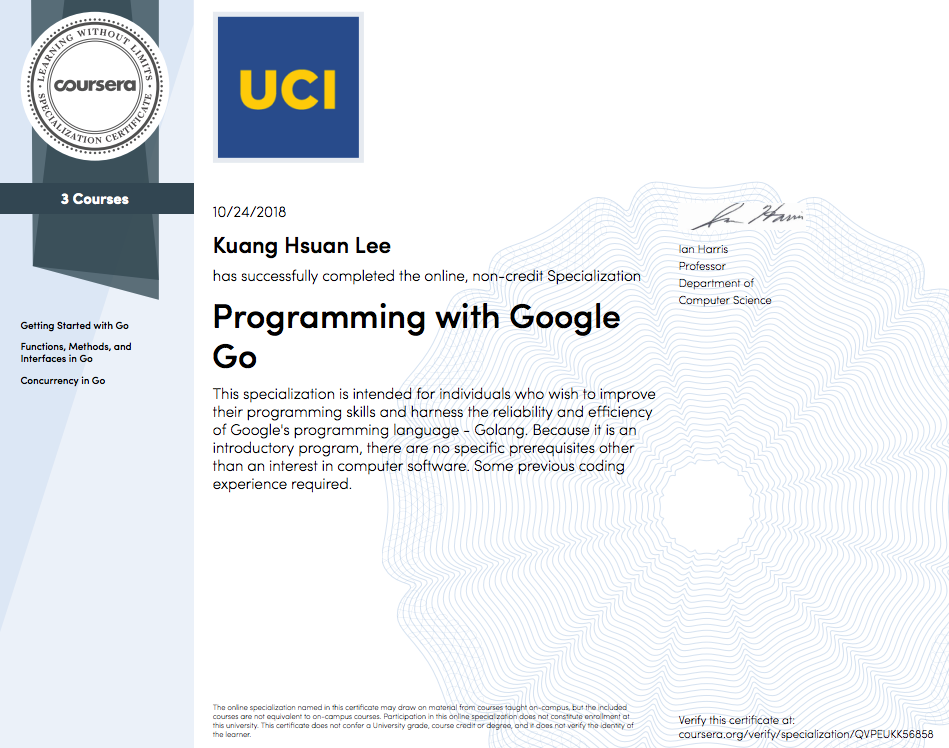 LEARNING WITHOUT LIMITS
coursera
SPECIALIZATION CERTIFICATE
3 Courses
Getting Started with Go
Functions, Methods, and
Interfaces in Go
Concurrency in Go
UCI
10/24/2018
Kuang Hsuan Lee
has successfully completed the online, non-credit Specialization
Programming with Google
Go
This specialization is intended for individuals who wish to improve
their programming skills and harness the reliability and efficiency
of Google's programming language - Golang. Because it is an
introductory program, there are no specific prerequisites other
than an interest in computer software. Some previous coding
experience required.
Ian Harris
Ian Harris
Professor
Department of
Computer Science
The online specialization named in this certificate may draw on material from courses taught on-campus, but the included
courses are not equivalent to on-campus courses. Participation in this online specialization does not constitute enrollment at
this university. This certificate does not confer a University grade, course credit or degree, and it does not verify the identity of
the learner.
Verify this certificate at:
coursera.org/verify/specialization/QVPEUKK56858